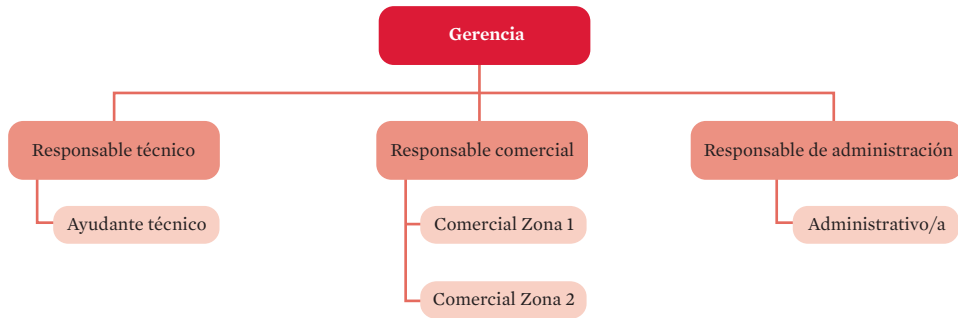 Gerencia
Responsable técnico
Responsable comercial
Responsable de administración
Ayudante técnico
Comercial Zona 1
Administrativo/a
Comercial Zona 2